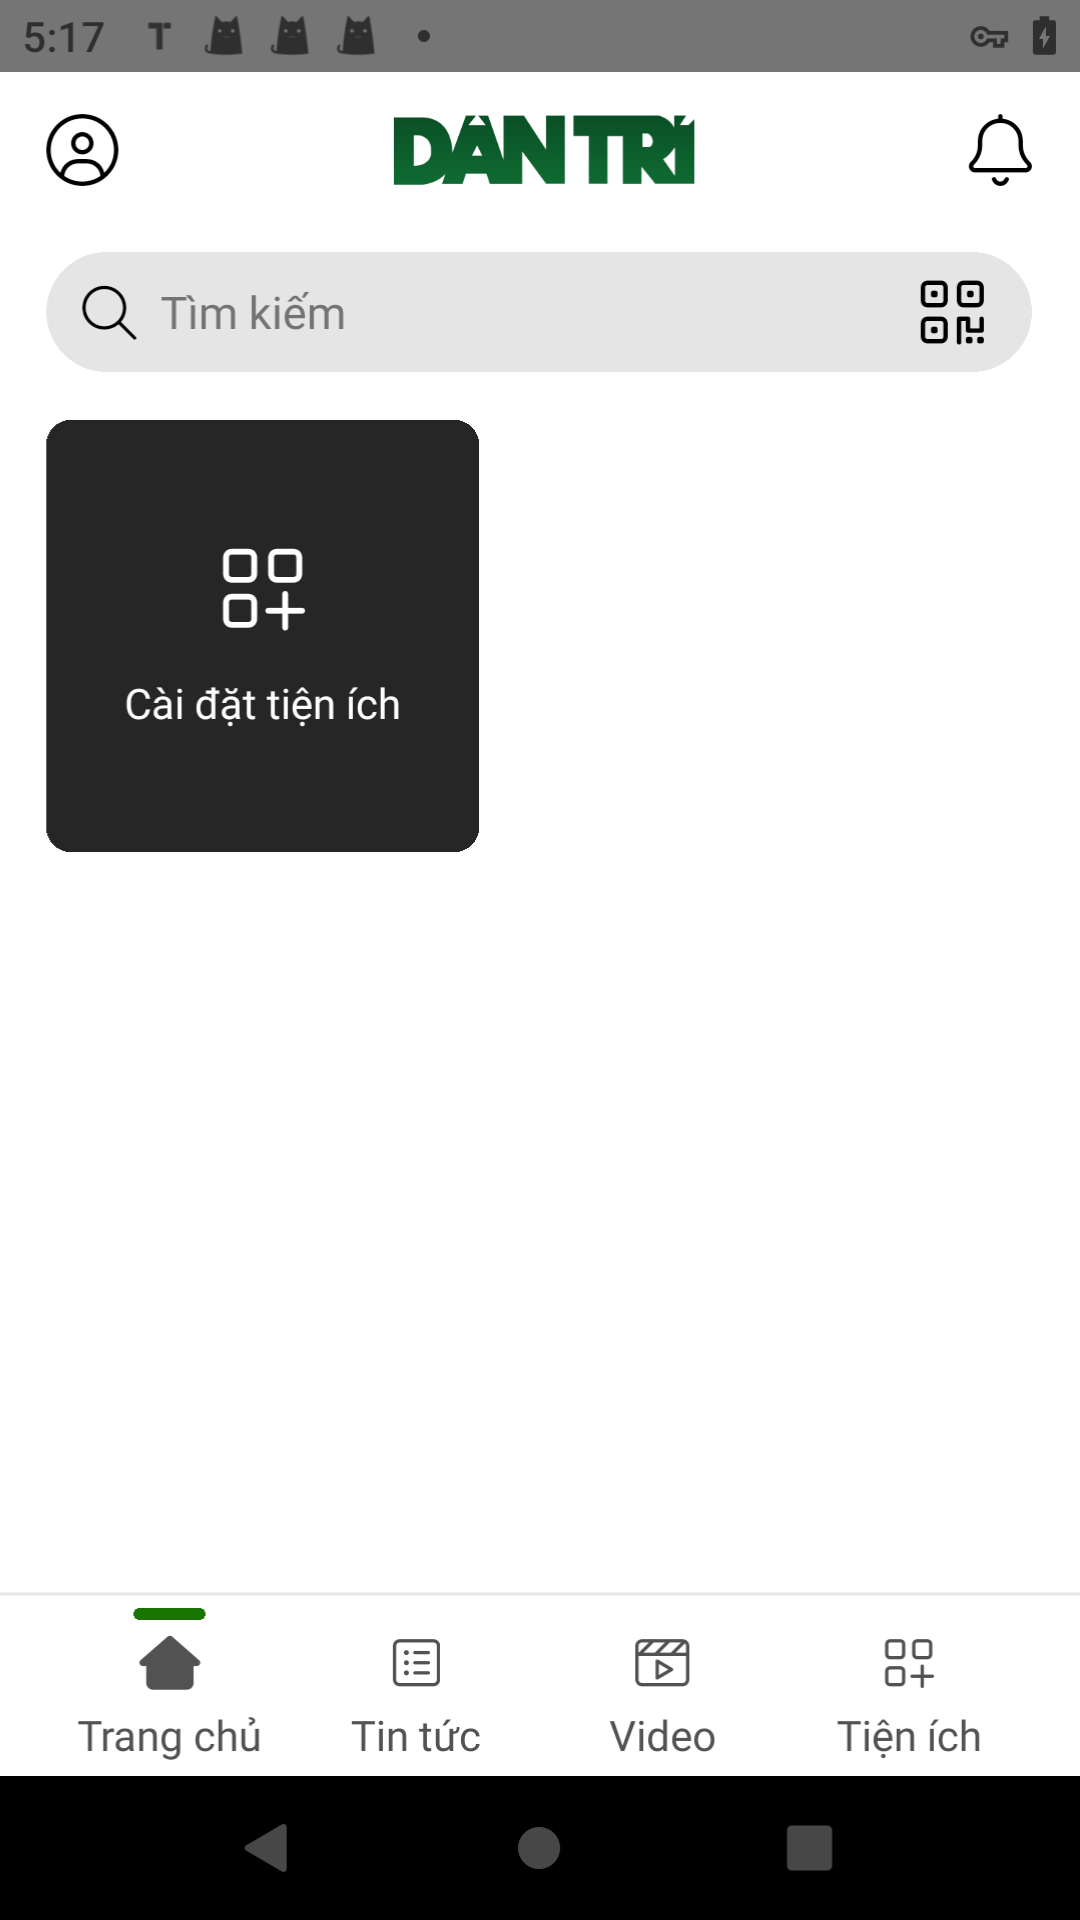 5:17
DÂN TRÍ
Tìm kiếm
Cài đặt tiện ích
Trang chủ
Tin tức
Video
Tiện ích